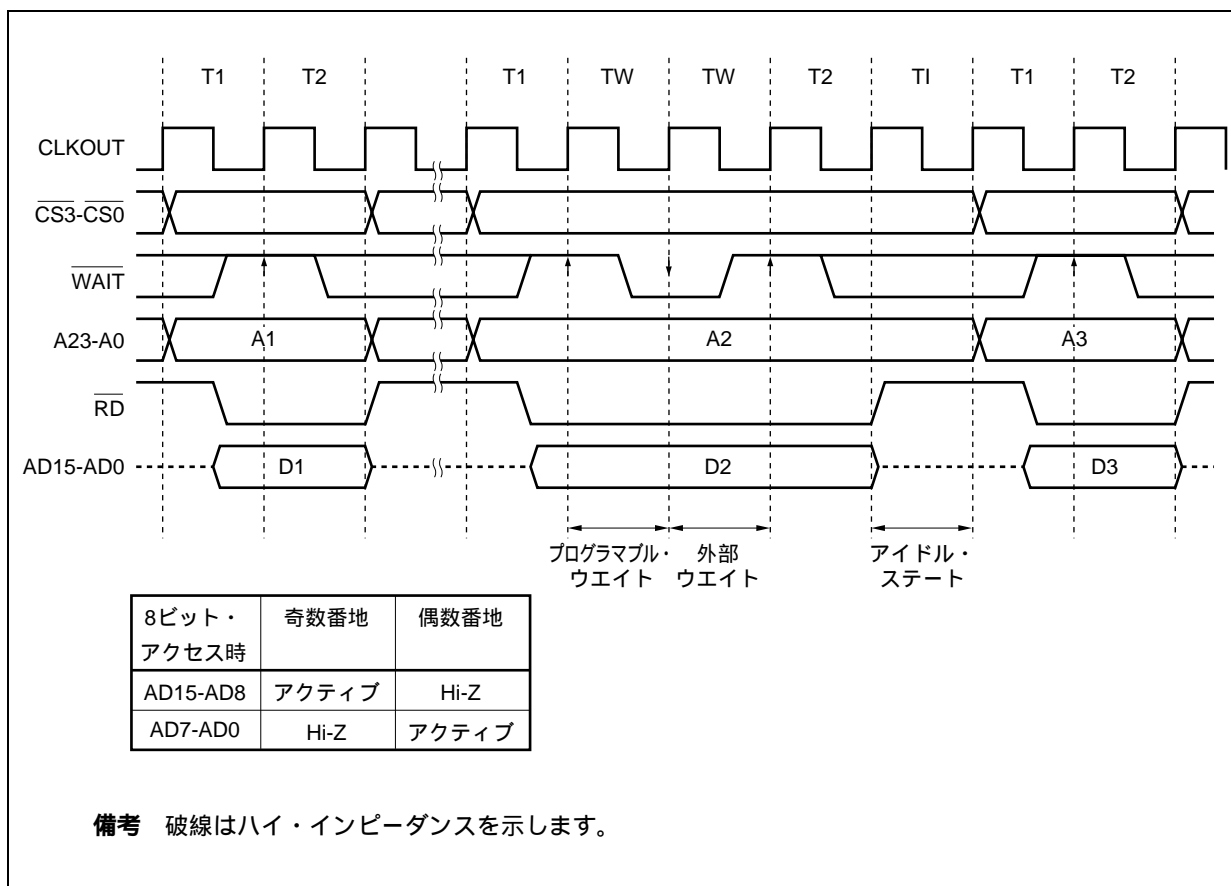 T1 T2 T1 TW TW T2 TI T1 T2
CLKOUT
CS3-CS0
WAIT
A23-A0 A1 A2 A3
RD
AD15-AD0 D1 D2 D3
プログラマブル・ 外部 アイドル・
ウエイト ウエイト ステート
8ビット・ 奇数番地 偶数番地
アクセス時
AD15-AD8 アクティブ Hi-Z
AD7-AD0 Hi-Z アクティブ
備考 破線はハイ・インピーダンスを示します。